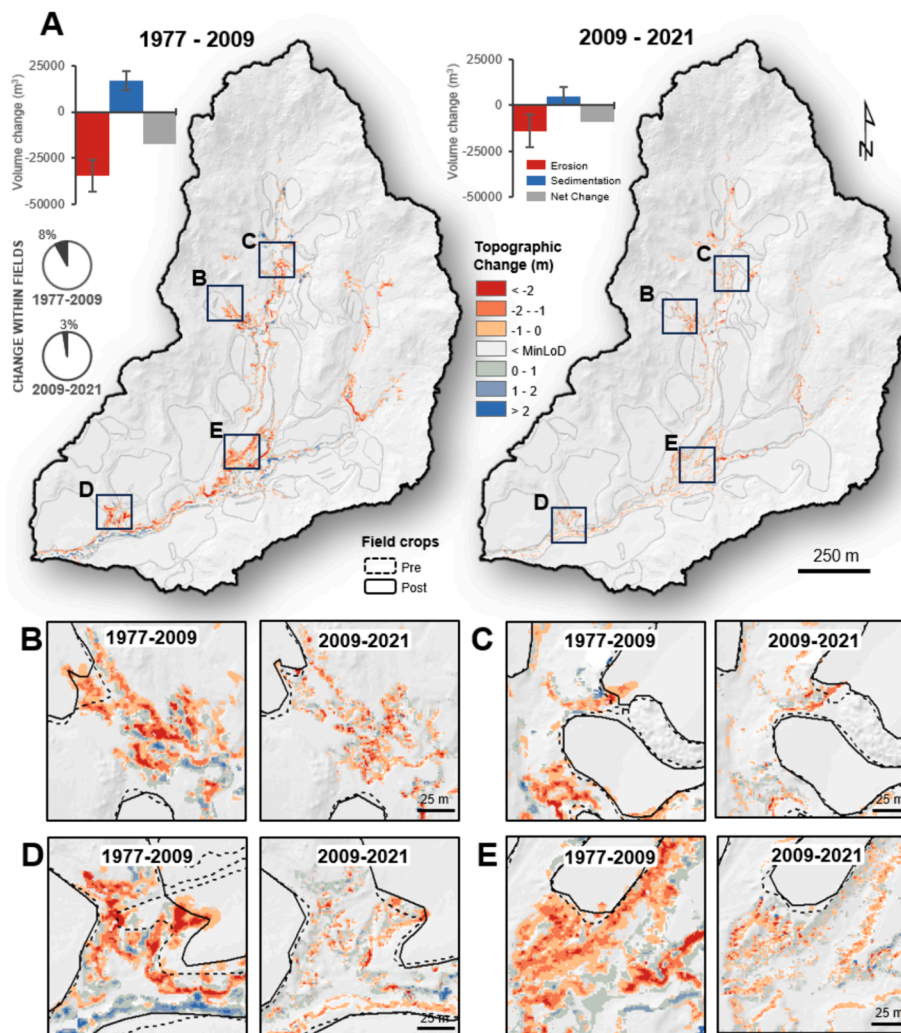 A
1977 - 2009
2009 - 2021
25000
0
-25000
-50000
Volume change (m³)
25000
0
-25000
-50000
Volume change (m³)
Erosion
Sedimentation
Net Change
N
CHANGE WITHIN FIELDS
8%
1977-2009
3%
2009-2021
Topographic
Change (m)
< -2
-2 - -1
-1 - 0
< MinLoD
0 - 1
1 - 2
> 2
C
B
E
D
C
B
E
D
Field crops
Pre
Post
250 m
B
1977-2009
2009-2021
25 m
C
1977-2009
2009-2021
25 m
D
1977-2009
2009-2021
25 m
E
1977-2009
2009-2021
25 m